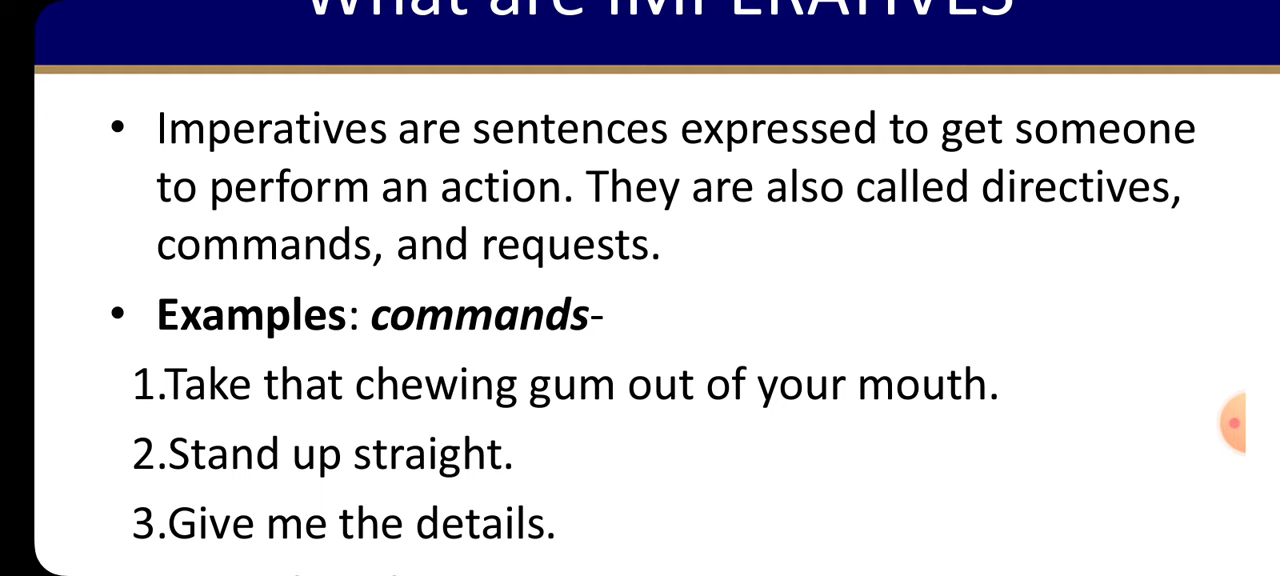 What are IMPERATIVES
• Imperatives are sentences expressed to get someone
to perform an action. They are also called directives,
commands, and requests.
• Examples: commands-
1.Take that chewing gum out of your mouth.
2.Stand up straight.
3.Give me the details.